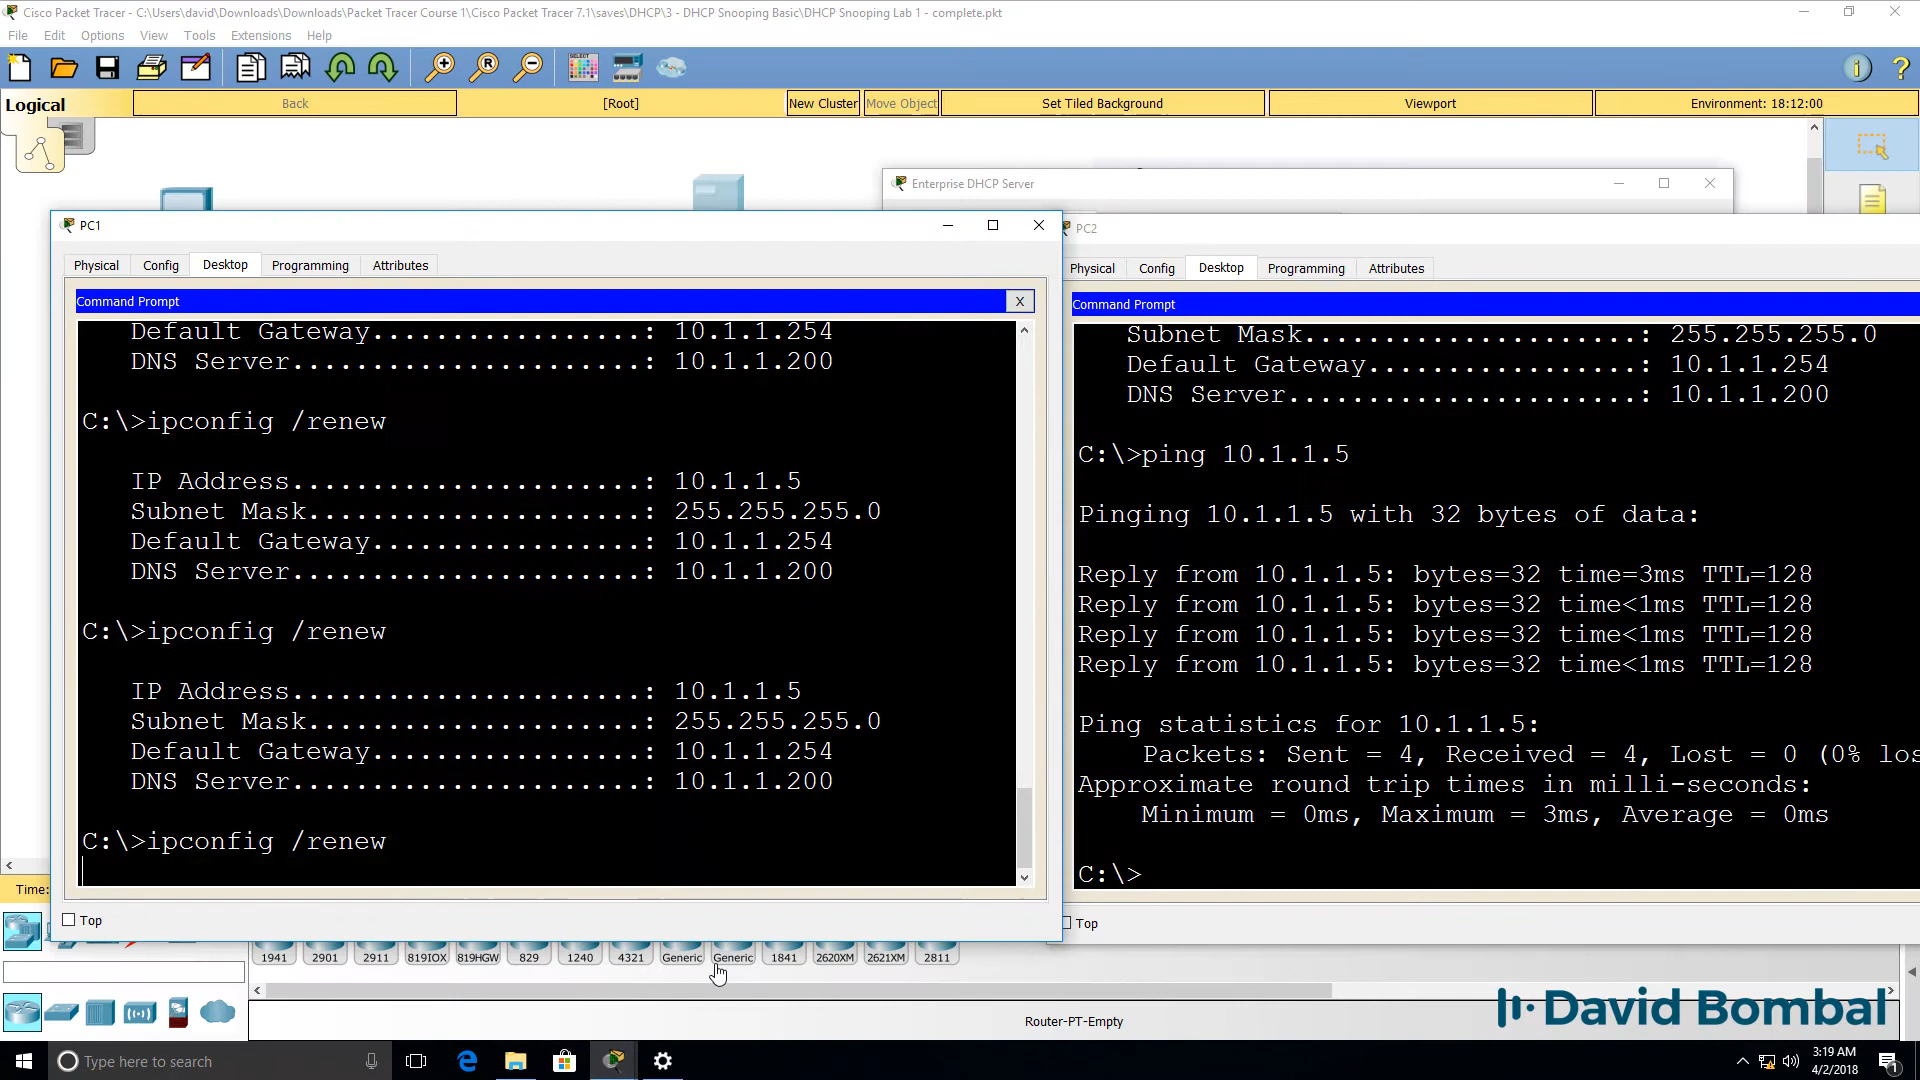 Cisco Packet Tracer - C:\Users\david\Downloads\Downloads\Packet Tracer Course 1\Cisco Packet Tracer 7.1\saves\DHCP\3 - DHCP Snooping Basic\DHCP Snooping Lab 1 - complete.pkt
File Edit Options View Tools Extensions Help
Logical Back [Root] New Cluster Move Object Set Tiled Background Viewport Environment: 18:12:00
Enterprise DHCP Server
PC1
Physical Config Desktop Programming Attributes
Command Prompt X
Default Gateway..................: 10.1.1.254
DNS Server......................: 10.1.1.200
C:\>ipconfig /renew
IP Address......................: 10.1.1.5
Subnet Mask.....................: 255.255.255.0
Default Gateway..................: 10.1.1.254
DNS Server......................: 10.1.1.200
C:\>ipconfig /renew
IP Address......................: 10.1.1.5
Subnet Mask.....................: 255.255.255.0
Default Gateway..................: 10.1.1.254
DNS Server......................: 10.1.1.200
C:\>ipconfig /renew
Top
PC2
Physical Config Desktop Programming Attributes
Command Prompt
Subnet Mask.....................: 255.255.255.0
Default Gateway..................: 10.1.1.254
DNS Server......................: 10.1.1.200
C:\>ping 10.1.1.5
Pinging 10.1.1.5 with 32 bytes of data:
Reply from 10.1.1.5: bytes=32 time=3ms TTL=128
Reply from 10.1.1.5: bytes=32 time<1ms TTL=128
Reply from 10.1.1.5: bytes=32 time<1ms TTL=128
Reply from 10.1.1.5: bytes=32 time<1ms TTL=128
Ping statistics for 10.1.1.5:
Packets: Sent = 4, Received = 4, Lost = 0 (0% los
Approximate round trip times in milli-seconds:
Minimum = 0ms, Maximum = 3ms, Average = 0ms
C:\>
Top
Time:
1941 2901 2911 819IOX 819HGW 829 1240 4321 Generic Generic 1841 2620XM 2621XM 2811
Router-PT-Empty
David Bombal
Type here to search
3:19 AM
4/2/2018